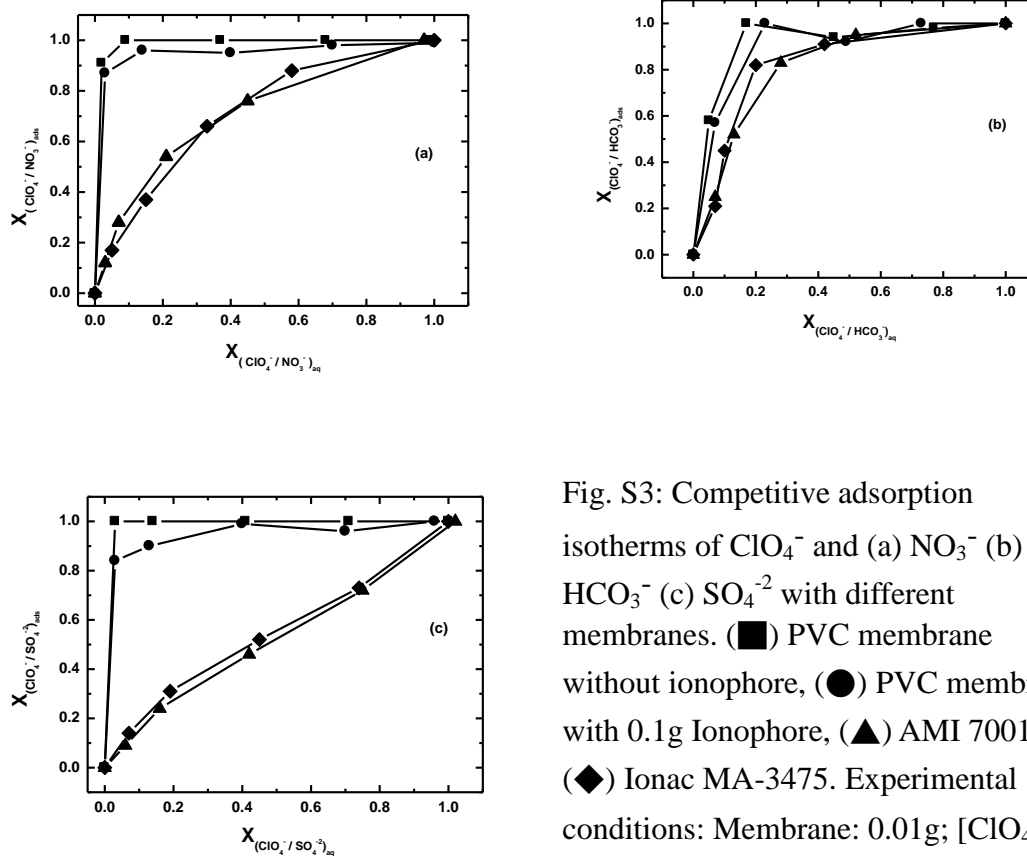 1.0
0.8
0.6
0.4
0.2
0.0
X(ClO₄⁻ / NO₃⁻)ads
(a)
0.0 0.2 0.4 0.6 0.8 1.0
X(ClO₄⁻ / NO₃⁻)aq
1.0
0.8
0.6
0.4
0.2
0.0
X(ClO₄⁻ / HCO₃⁻)ads
(b)
0.0 0.2 0.4 0.6 0.8 1.0
X(ClO₄⁻ / HCO₃⁻)aq
1.0
0.8
0.6
0.4
0.2
0.0
X(ClO₄⁻ / SO₄⁻²)ads
(c)
0.0 0.2 0.4 0.6 0.8 1.0
X(ClO₄⁻ / SO₄⁻²)aq
Fig. S3: Competitive adsorption
isotherms of ClO₄⁻ and (a) NO₃⁻ (b)
HCO₃⁻ (c) SO₄⁻² with different
membranes. (■) PVC membrane
without ionophore, (●) PVC memb
with 0.1g Ionophore, (▲) AMI 7001
(◆) Ionac MA-3475. Experimental
conditions: Membrane: 0.01g; [ClO₄